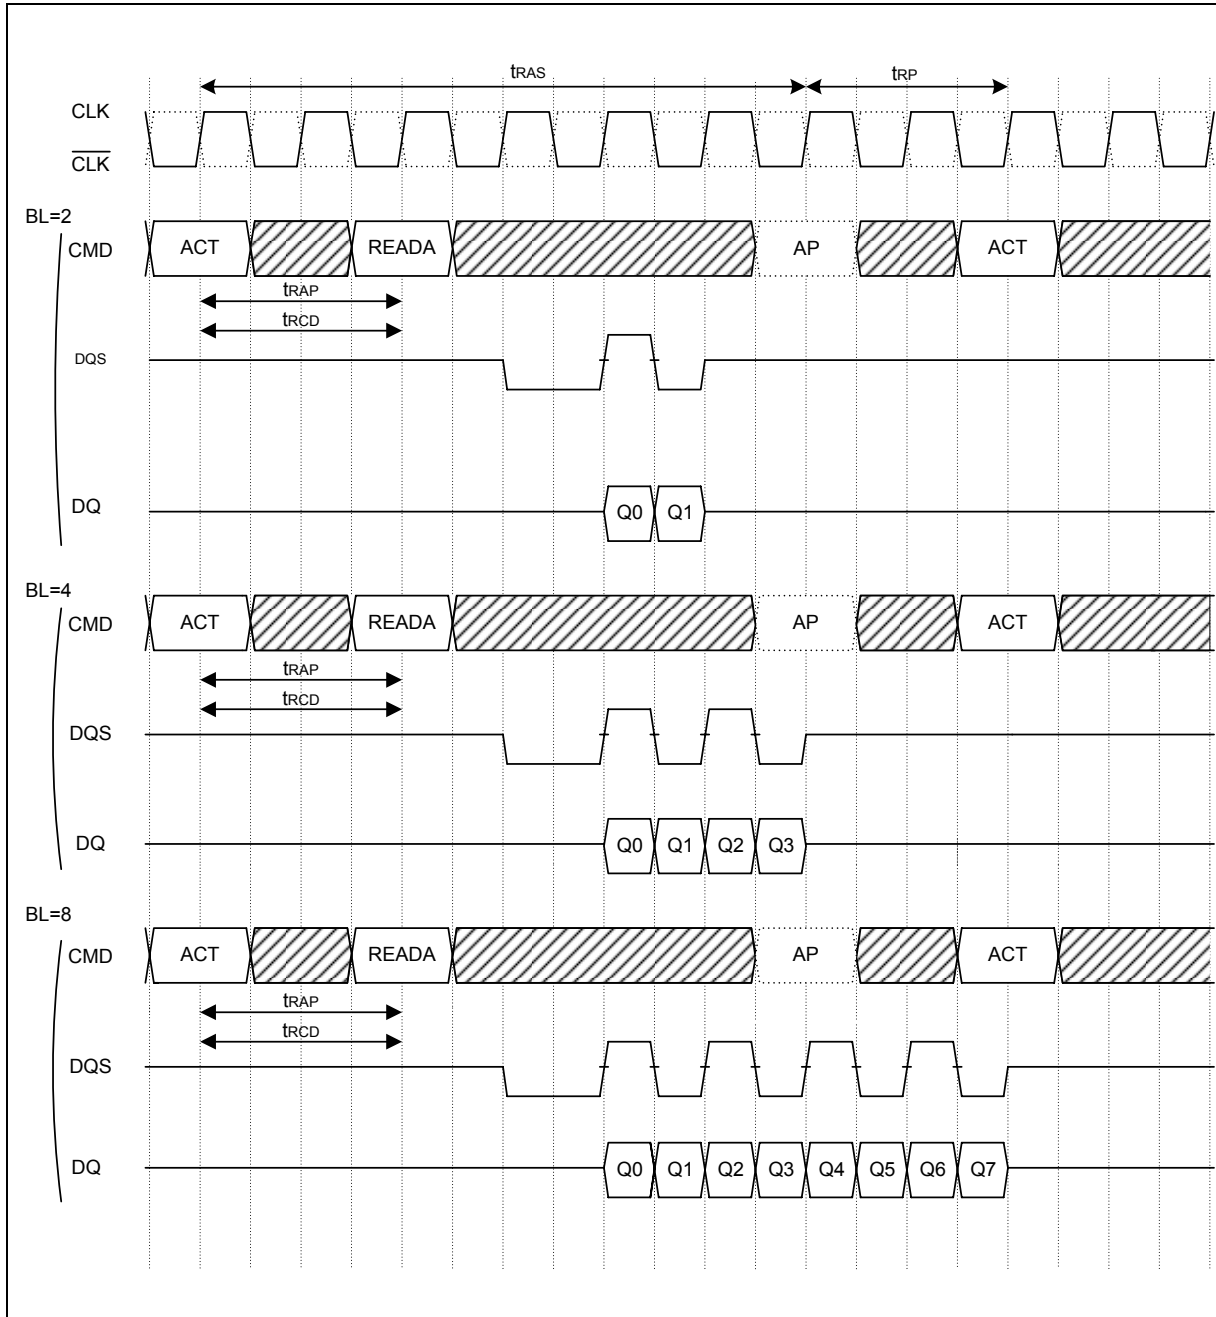 tRAS tRP
CLK
CLK
BL=2
CMD ACT READA AP ACT
tRAP
tRCD
DQS
DQ Q0 Q1
BL=4
CMD ACT READA AP ACT
tRAP
tRCD
DQS
DQ Q0 Q1 Q2 Q3
BL=8
CMD ACT READA AP ACT
tRAP
tRCD
DQS
DQ Q0 Q1 Q2 Q3 Q4 Q5 Q6 Q7